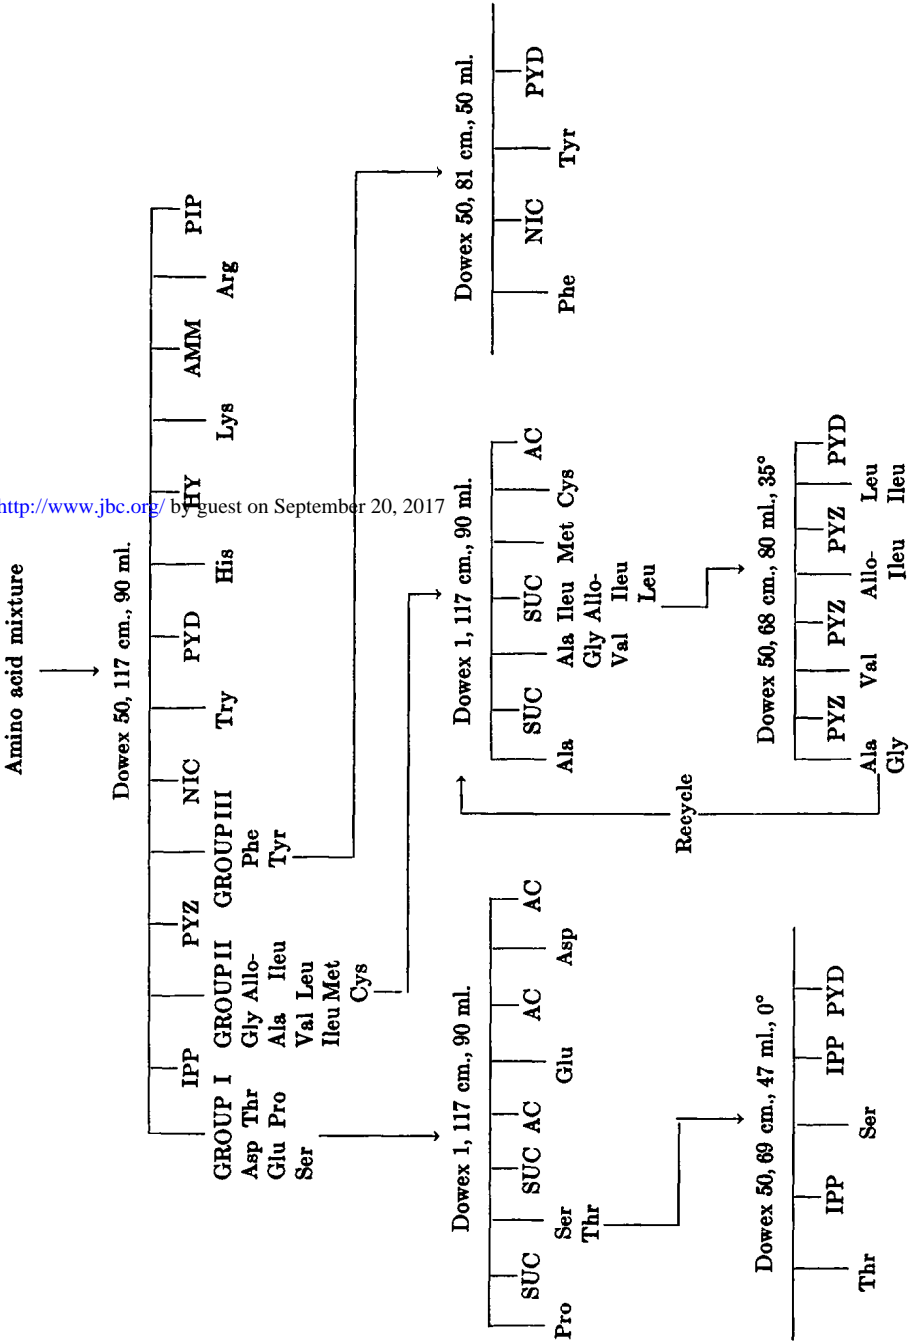 Amino acid mixture
Dowex 50, 117 cm., 90 ml.
IPP PYZ NIC PYD HY AMM PIP
GROUP I GROUP II GROUP III Try His Lys Arg
Asp Thr
Glu Pro
Ser
Gly Allo-
Ala Ileu
Val Leu
Ileu Met
Cys
Phe
Tyr
Dowex 1, 117 cm., 90 ml.
SUC SUC AC AC AC
Pro Ser Glu Asp
Thr
Dowex 50, 69 cm., 47 ml., 0°
IPP IPP PYD
Thr Ser
Recycle
Dowex 1, 117 cm., 90 ml.
SUC SUC AC
Ala Ala Ileu Met Cys
Gly Allo-
Val Ileu
Leu
Dowex 50, 68 cm., 80 ml., 35°
PYZ PYZ PYZ PYD
Ala Val Allo- Leu
Gly Ileu Ileu
Dowex 50, 81 cm., 50 ml.
NIC PYD
Phe Tyr
http://www.jbc.org/ by guest on September 20, 2017